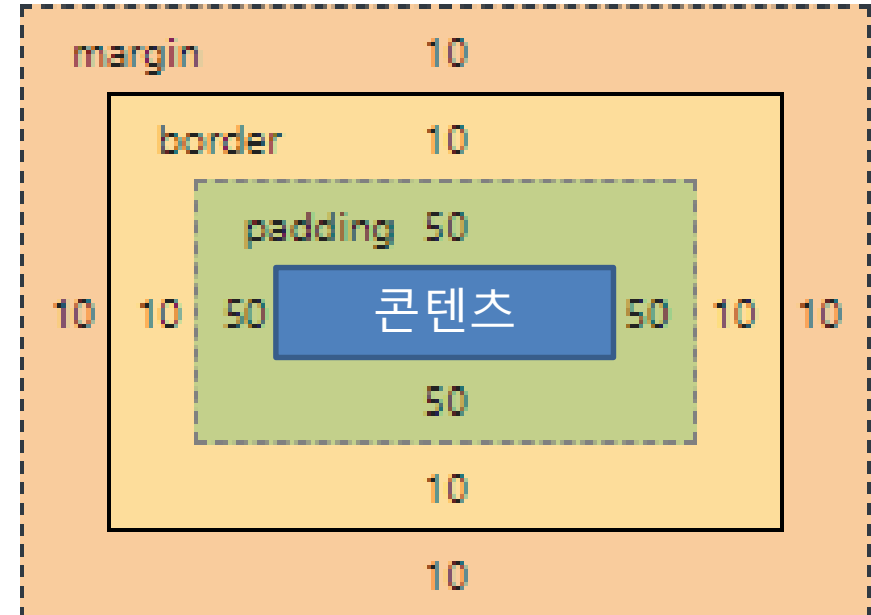 margin 10
border 10
padding 50
10 10 50 콘텐츠 50 10 10
50
10
10